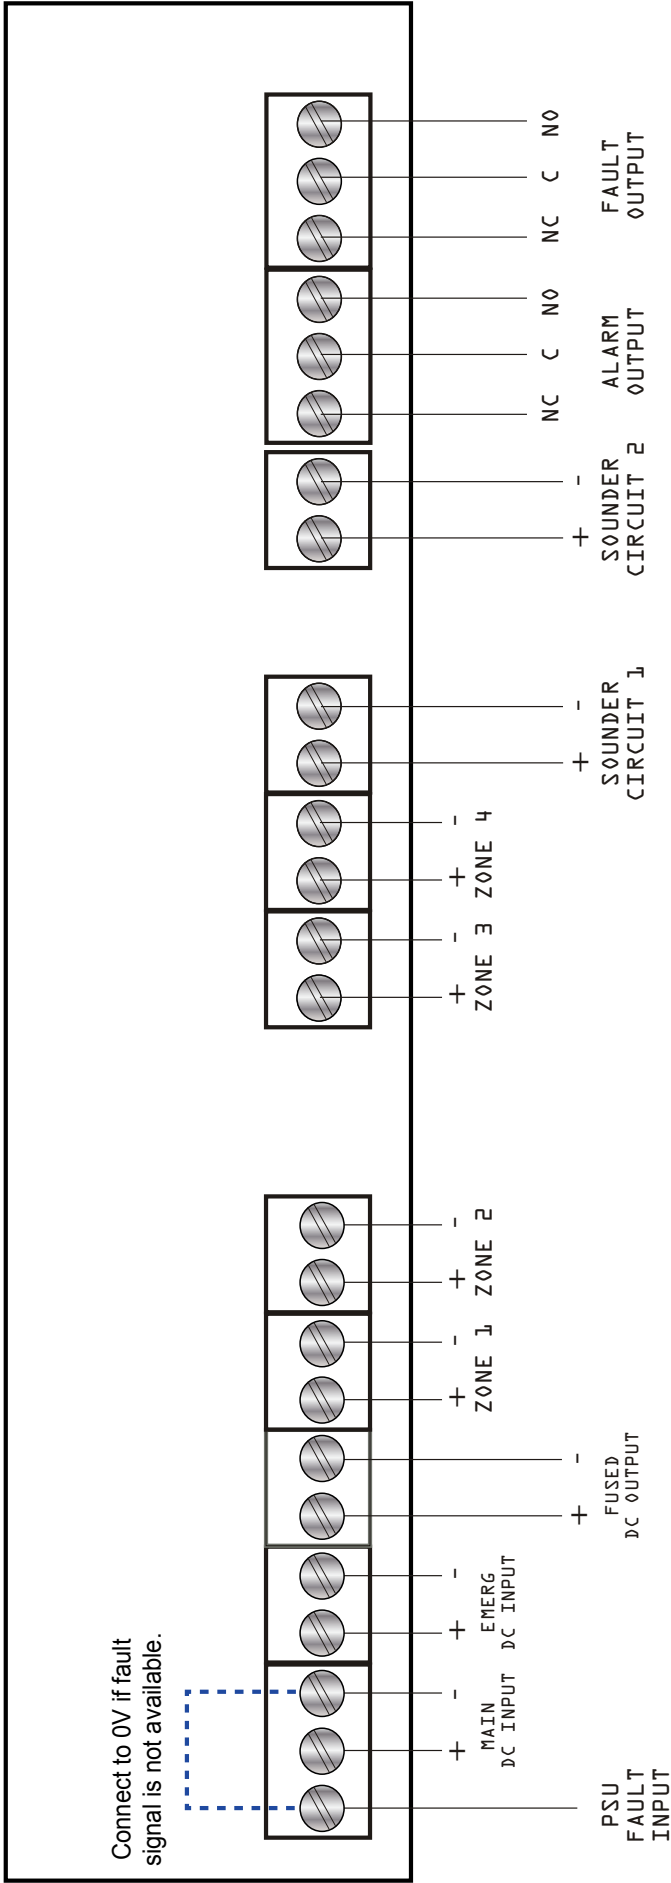 Connect to 0V if fault
signal is not available.
PSU
FAULT
INPUT
+ -
MAIN
DC INPUT
+ -
EMERG
DC INPUT
+ -
FUSED
DC OUTPUT
+ -
ZONE 1
+ -
ZONE 2
+ -
ZONE 3
+ -
ZONE 4
+ -
SOUNDER
CIRCUIT 1
+ -
SOUNDER
CIRCUIT 2
NC C NO
ALARM
OUTPUT
NC C NO
FAULT
OUTPUT